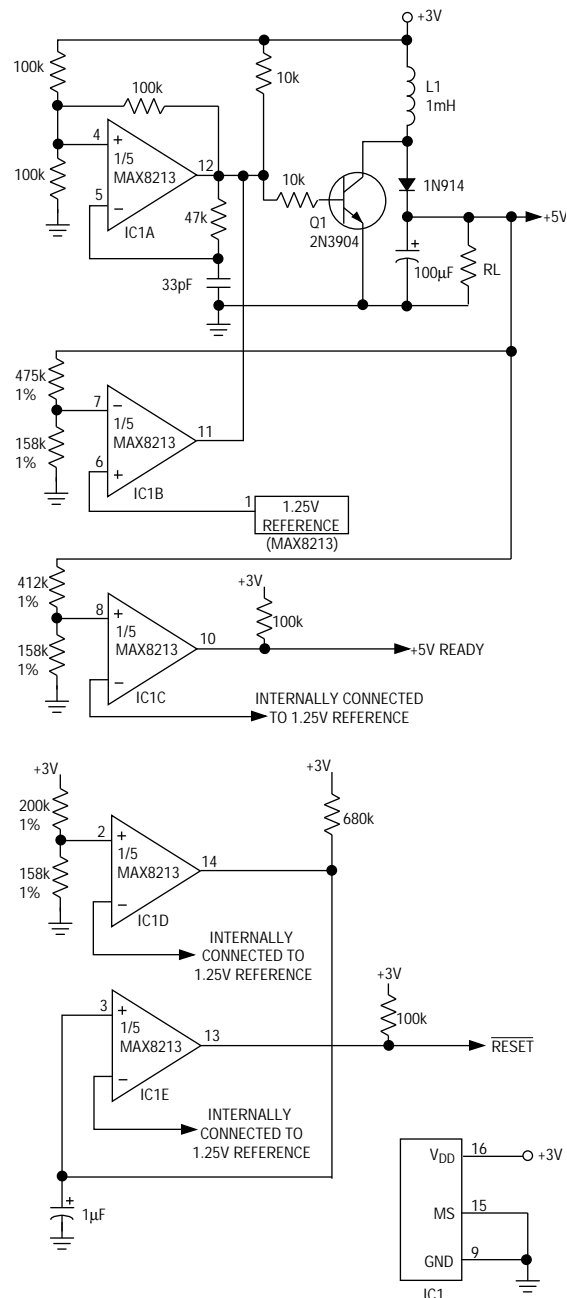 +3V
100k
100k
10k
L1
1mH
4
+
1/5
MAX8213
12
100k
5
−
IC1A
47k
10k
Q1
2N3904
1N914
+5V
+
100µF
RL
33pF
475k
1%
7
−
1/5
MAX8213
11
158k
1%
6
+
IC1B
1
1.25V
REFERENCE
(MAX8213)
412k
1%
8
+
1/5
MAX8213
10
+3V
100k
+5V READY
158k
1%
−
IC1C
INTERNALLY CONNECTED
TO 1.25V REFERENCE
+3V
200k
1%
+3V
680k
2
+
1/5
MAX8213
14
158k
1%
−
IC1D
INTERNALLY
CONNECTED TO
1.25V REFERENCE
3
+
1/5
MAX8213
13
+3V
100k
RESET
−
IC1E
INTERNALLY
CONNECTED TO
1.25V REFERENCE
+
1µF
VDD
16
+3V
MS
15
GND
9
IC1